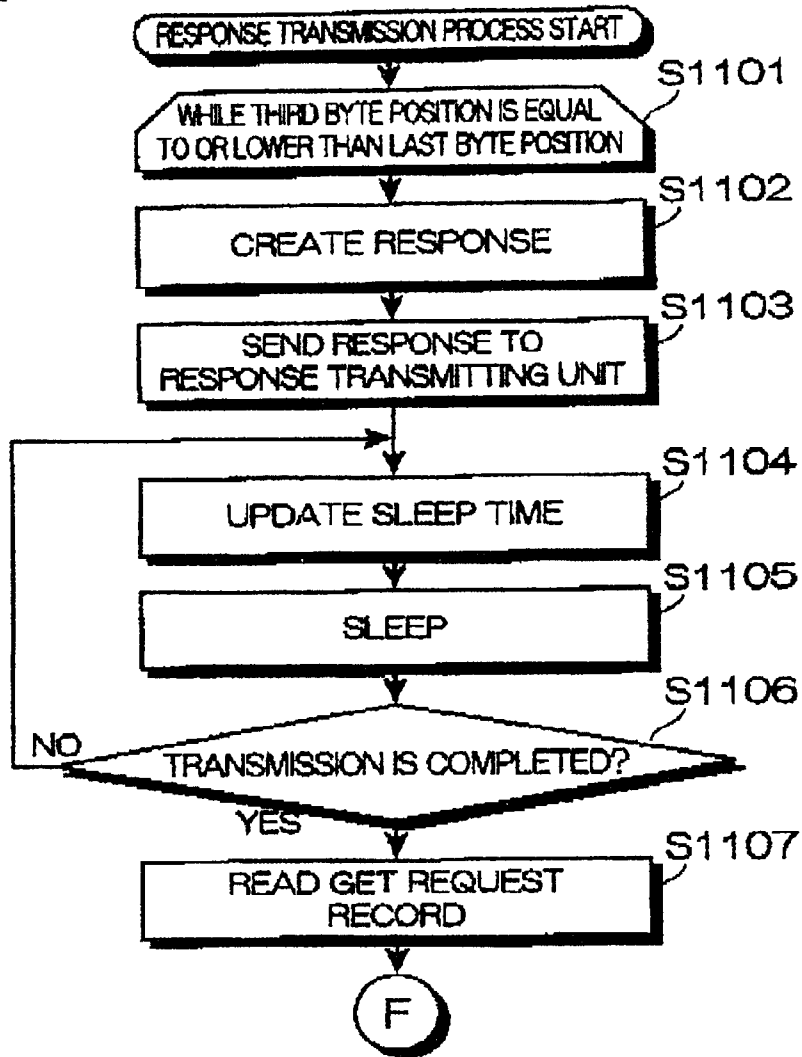 RESPONSE TRANSMISSION PROCESS START
S1101
WHILE THIRD BYTE POSITION IS EQUAL
TO OR LOWER THAN LAST BYTE POSITION
S1102
CREATE RESPONSE
S1103
SEND RESPONSE TO
RESPONSE TRANSMITTING UNIT
S1104
UPDATE SLEEP TIME
S1105
SLEEP
S1106
NO
TRANSMISSION IS COMPLETED?
YES
S1107
READ GET REQUEST
RECORD
F